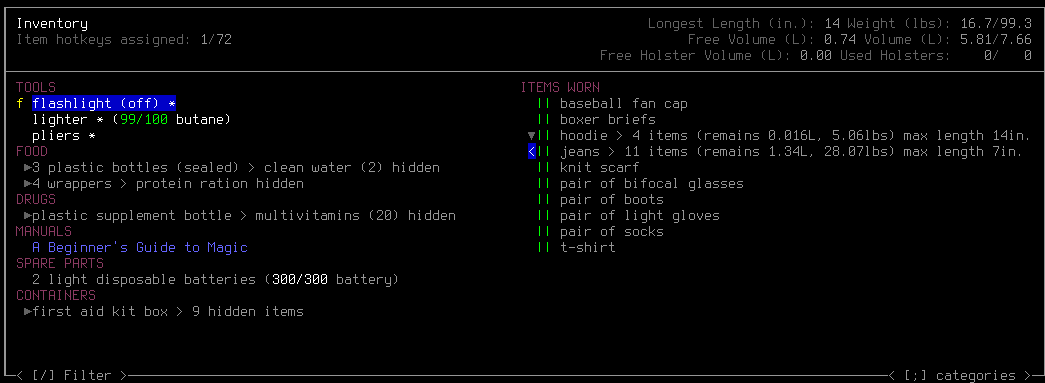 Inventory
Item hotkeys assigned: 1/72
Longest Length (in.): 14 Weight (lbs): 16.7/99.3
Free Volume (L): 0.74 Volume (L): 5.81/7.66
Free Holster Volume (L): 0.00 Used Holsters: 0/ 0
TOOLS
f flashlight (off) *
lighter * (99/100 butane)
pliers *
FOOD
▶3 plastic bottles (sealed) > clean water (2) hidden
▶4 wrappers > protein ration hidden
DRUGS
▶plastic supplement bottle > multivitamins (20) hidden
MANUALS
A Beginner's Guide to Magic
SPARE PARTS
2 light disposable batteries (300/300 battery)
CONTAINERS
▶first aid kit box > 9 hidden items
ITEMS WORN
|| baseball fan cap
|| boxer briefs
▼|| hoodie > 4 items (remains 0.016L, 5.06lbs) max length 14in.
<|| jeans > 11 items (remains 1.34L, 28.07lbs) max length 7in.
|| knit scarf
|| pair of bifocal glasses
|| pair of boots
|| pair of light gloves
|| pair of socks
|| t-shirt
< [/] Filter >
< [;] categories >